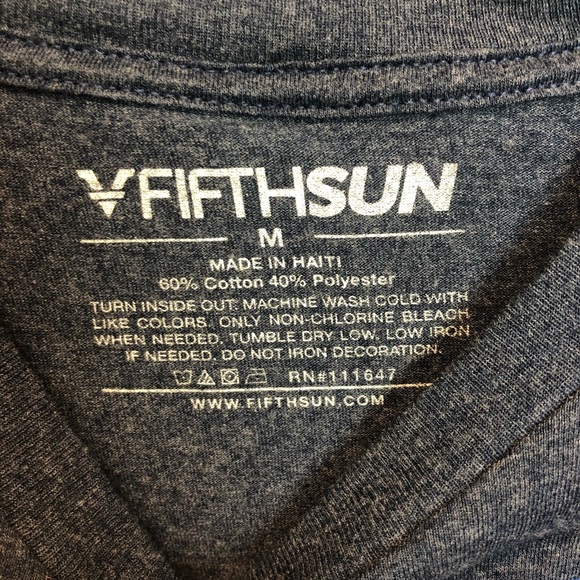 FIFTHSUN
M
MADE IN HAITI
60% Cotton 40% Polyester
TURN INSIDE OUT. MACHINE WASH COLD WITH
LIKE COLORS. ONLY NON-CHLORINE BLEACH
WHEN NEEDED. TUMBLE DRY LOW. LOW IRON
IF NEEDED. DO NOT IRON DECORATION.
RN#111647
WWW.FIFTHSUN.COM